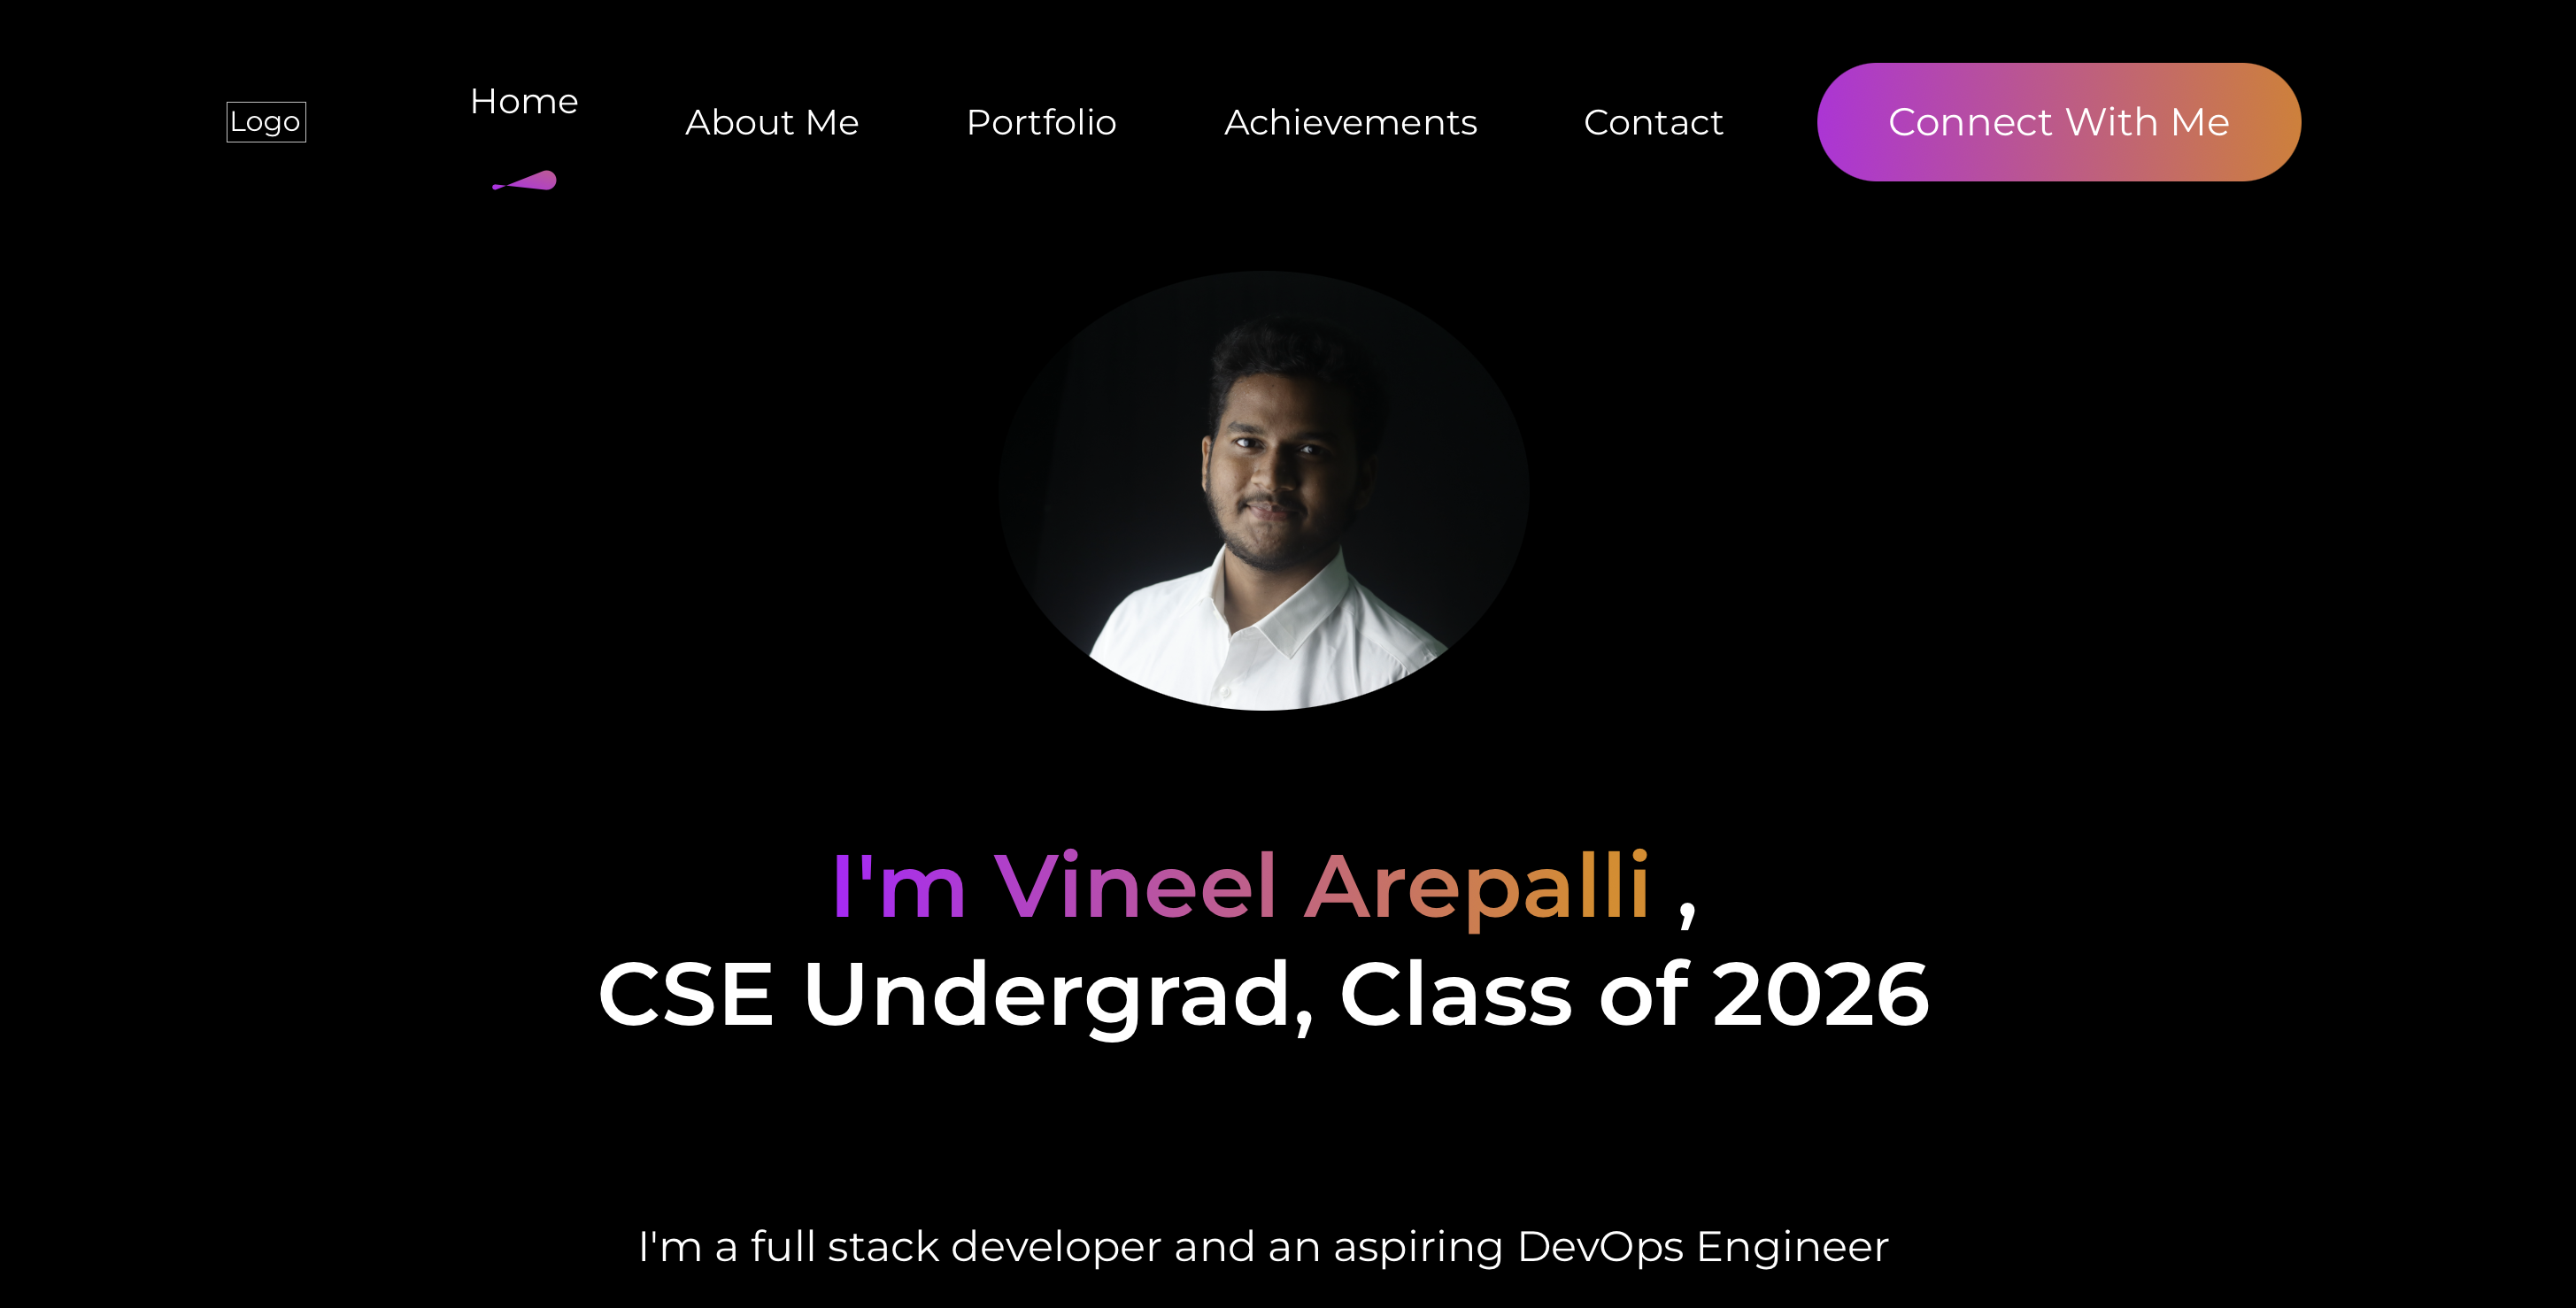 Logo
Home
About Me
Portfolio
Achievements
Contact
Connect With Me
I'm Vineel Arepalli ,
CSE Undergrad, Class of 2026
I'm a full stack developer and an aspiring DevOps Engineer